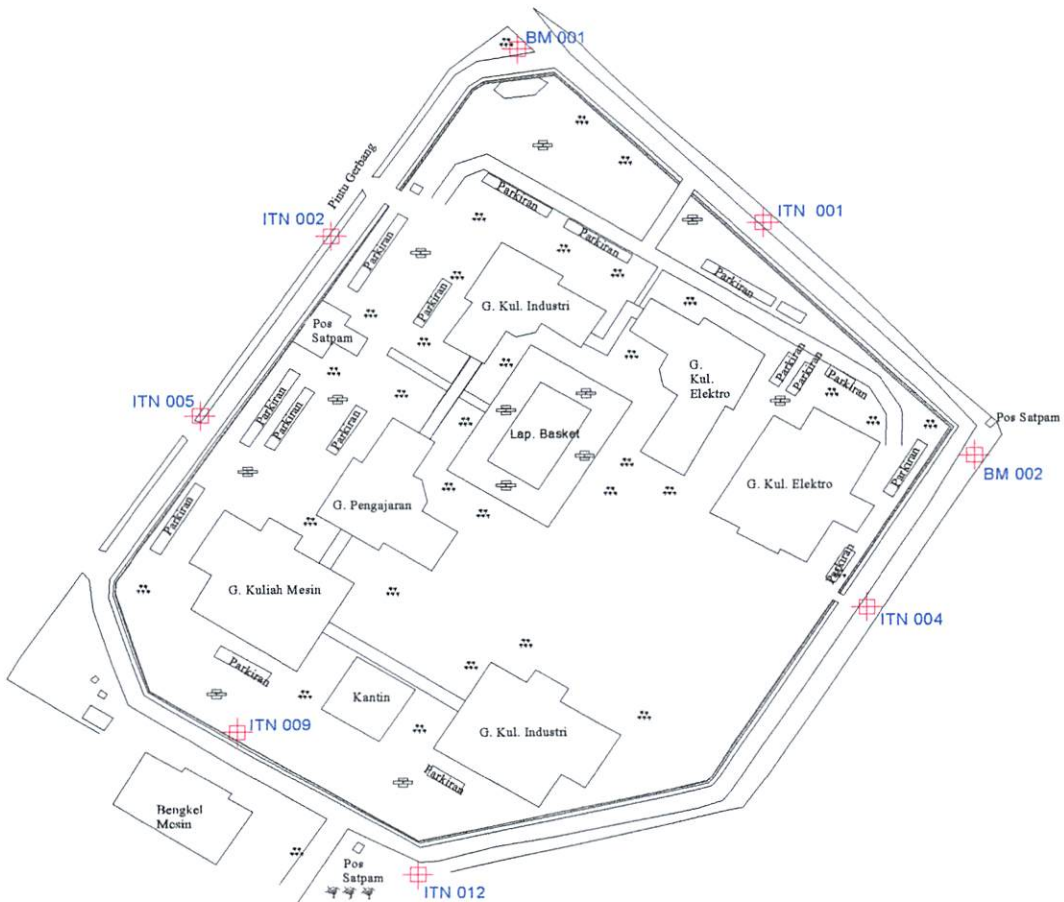 BM 001
Pintu Gerbang
ITN 002
ITN 001
Parkiran
Parkiran
Parkiran
Parkiran
Parkiran
G. Kul. Industri
Pos
Satpam
G.
Kul.
Elektro
Parkiran
Parkiran
Parkiran
ITN 005
Parkiran
Parkiran
Parkiran
Lap. Basket
Pos Satpam
BM 002
Parkiran
G. Kul. Elektro
G. Pengajaran
Parkiran
Parkiran
G. Kuliah Mesin
ITN 004
Parkiran
Kantin
ITN 009
G. Kul. Industri
Parkiran
Bengkel
Mesin
Pos
Satpam
ITN 012